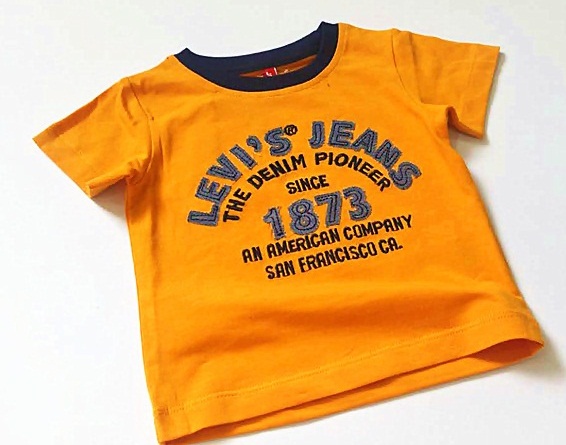 LEVI'S® JEANS
THE DENIM PIONEER
SINCE
1873
AN AMERICAN COMPANY
SAN FRANCISCO CA.